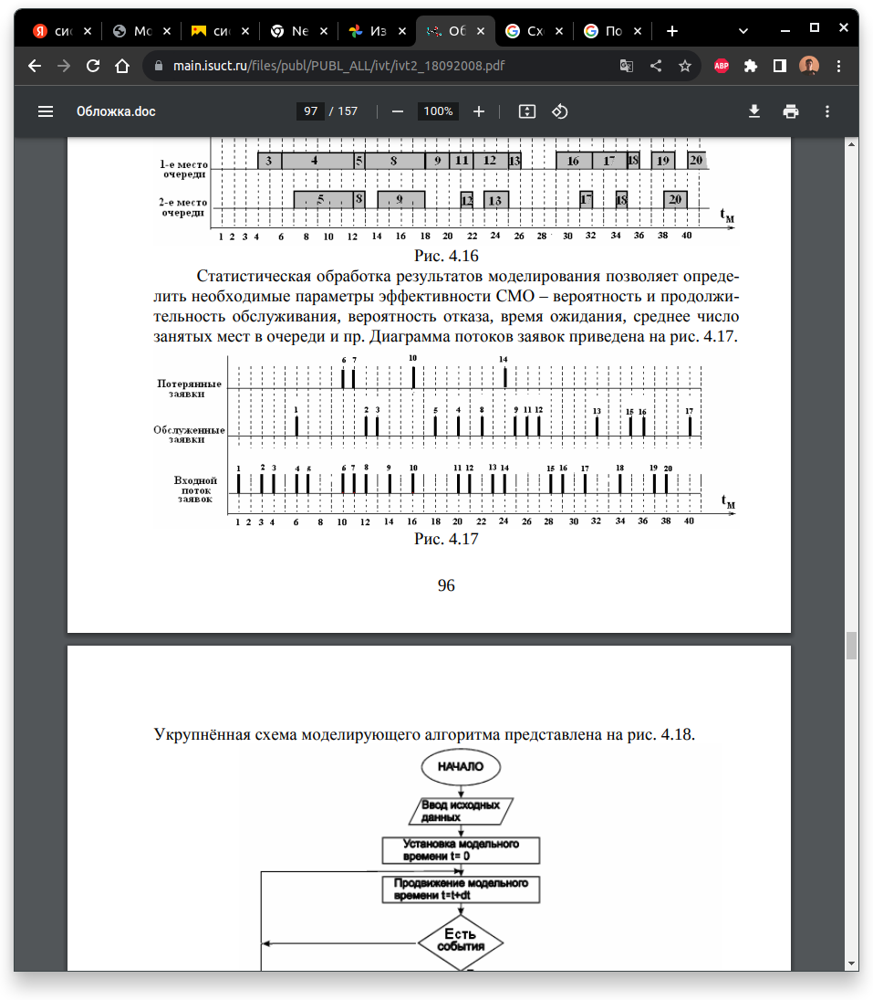 сис
Мо
сис
Ne
Из
Об
Сх
По
main.isuct.ru/files/publ/PUBL_ALL/ivt/ivt2_18092008.pdf
ABP
Обложка.doc
97 / 157
100%
1-е место
очереди
3 4 5 8 9 11 12 13 16 17 18 19 20
2-е место
очереди
5 8 9 12 13 17 18 20
tм
1 2 3 4 6 8 10 12 14 16 18 20 22 24 26 28 30 32 34 36 38 40
Рис. 4.16
Статистическая обработка результатов моделирования позволяет опреде-
лить необходимые параметры эффективности СМО – вероятность и продолжи-
тельность обслуживания, вероятность отказа, время ожидания, среднее число
занятых мест в очереди и пр. Диаграмма потоков заявок приведена на рис. 4.17.
6 7 10 14
Потерянные
заявки
1 2 3 5 4 8 9 11 12 13 15 16 17
Обслуженные
заявки
1 2 3 4 5 6 7 8 9 10 11 12 13 14 15 16 17 18 19 20
Входной
поток
заявок
tм
1 2 3 4 6 8 10 12 14 16 18 20 22 24 26 28 30 32 34 36 38 40
Рис. 4.17
96
Укрупнённая схема моделирующего алгоритма представлена на рис. 4.18.
НАЧАЛО
Ввод исходных
данных
Установка модельного
времени t= 0
Продвижение модельного
времени t=t+dt
Есть
события